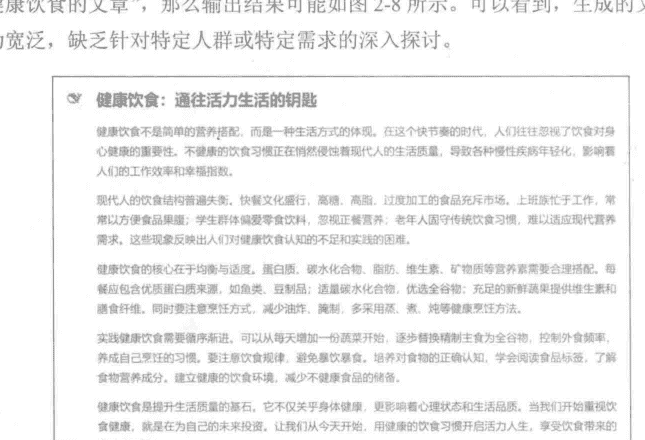 健康饮食的文章”，那么输出结果可能如图 2-8 所示。可以看到，生成的文
为宽泛，缺乏针对特定人群或特定需求的深入探讨。
健康饮食：通往活力生活的钥匙
健康饮食不是简单的营养搭配，而是一种生活方式的体现。在这个快节奏的时代，人们往往忽视了饮食对身
心健康的重要性。不健康的饮食习惯正在悄然侵蚀着现代人的生活质量，导致各种慢性疾病年轻化，影响着
人们的工作效率和幸福指数。
现代人的饮食结构普遍失衡。快餐文化盛行，高糖、高脂、过度加工的食品充斥市场。上班族忙于工作，常
常以方便食品果腹；学生群体偏爱零食饮料，忽视正餐营养；老年人固守传统饮食习惯，难以适应现代营养
需求。这些现象反映出人们对健康饮食认知的不足和实践的困难。
健康饮食的核心在于均衡与适度。蛋白质、碳水化合物、脂肪、维生素、矿物质等营养素需要合理搭配。每
餐应包含优质蛋白质来源，如鱼类、豆制品；适量碳水化合物，优选全谷物；充足的新鲜蔬果提供维生素和
膳食纤维。同时要注意烹饪方式，减少油炸、腌制，多采用蒸、煮、炖等健康烹饪方法。
实践健康饮食需要循序渐进。可以从每天增加一份蔬菜开始，逐步替换精制主食为全谷物，控制外食频率，
养成自己烹饪的习惯。要注意饮食规律，避免暴饮暴食。培养对食物的正确认知，学会阅读食品标签，了解
食物营养成分。建立健康的饮食环境，减少不健康食品的储备。
健康饮食是提升生活质量的基石。它不仅关乎身体健康，更影响着心理状态和生活品质。当我们开始重视饮
食健康，就是在为自己的未来投资。让我们从今天开始，用健康的饮食习惯开启活力人生，享受饮食带来的